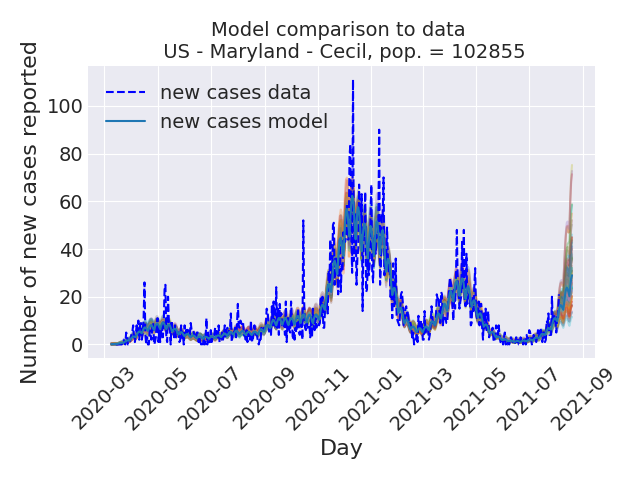 Model comparison to data
US - Maryland - Cecil, pop. = 102855
Number of new cases reported
100
80
60
40
20
0
new cases data
new cases model
2020-03
2020-05
2020-07
2020-09
2020-11
2021-01
2021-03
2021-05
2021-07
2021-09
Day